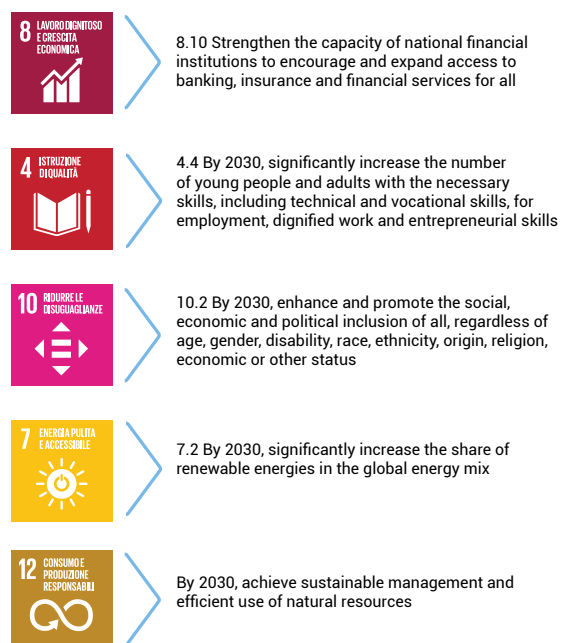 8 LAVORO DIGNITOSO
E CRESCITA
ECONOMICA
8.10 Strengthen the capacity of national financial
institutions to encourage and expand access to
banking, insurance and financial services for all
4 ISTRUZIONE
DI QUALITÀ
4.4 By 2030, significantly increase the number
of young people and adults with the necessary
skills, including technical and vocational skills, for
employment, dignified work and entrepreneurial skills
10 RIDURRE LE
DISUGUAGLIANZE
10.2 By 2030, enhance and promote the social,
economic and political inclusion of all, regardless of
age, gender, disability, race, ethnicity, origin, religion,
economic or other status
7 ENERGIA PULITA
E ACCESSIBILE
7.2 By 2030, significantly increase the share of
renewable energies in the global energy mix
12 CONSUMO E
PRODUZIONE
RESPONSABILI
By 2030, achieve sustainable management and
efficient use of natural resources